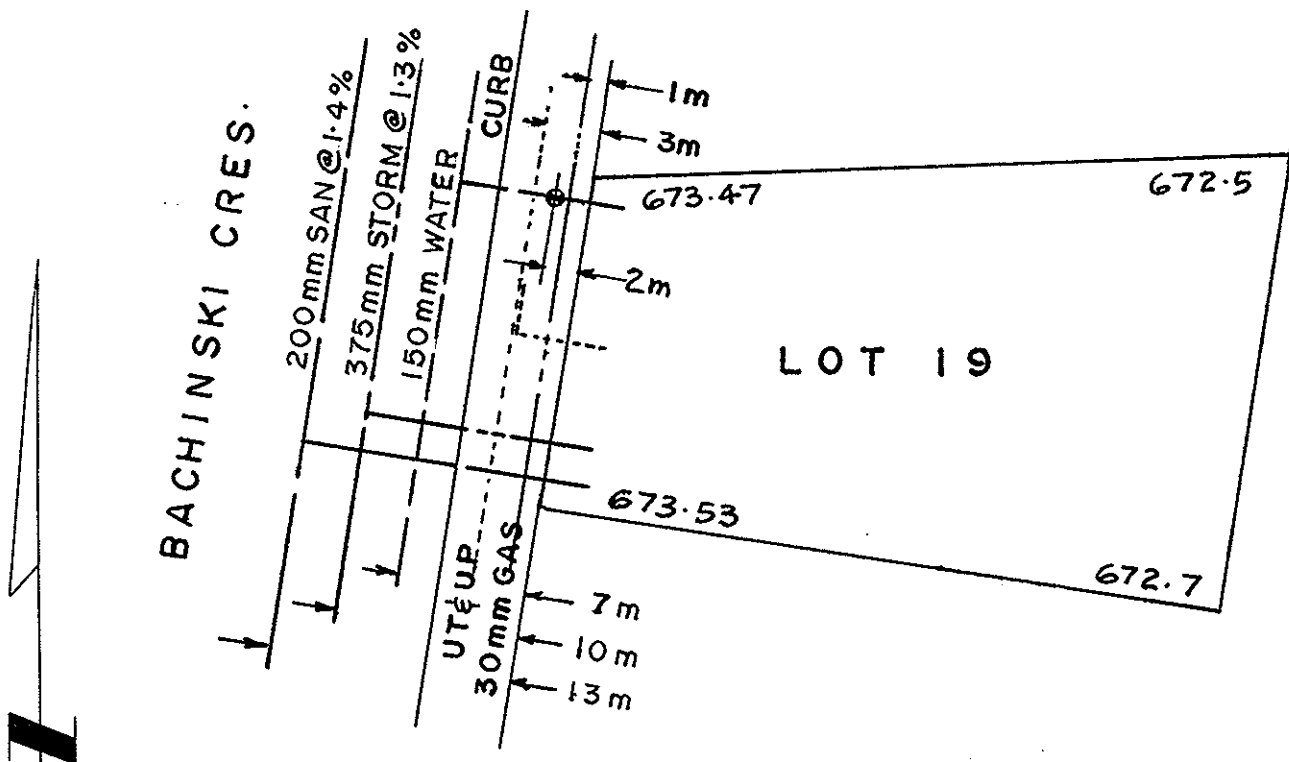 BACHINSKI CRES.
200mm SAN @ 1.4%
375mm STORM @ 1.3%
150mm WATER
CURB
1m
3m
673.47
672.5
2m
LOT 19
673.53
672.7
UT & UP
30mm GAS
7m
10m
13m